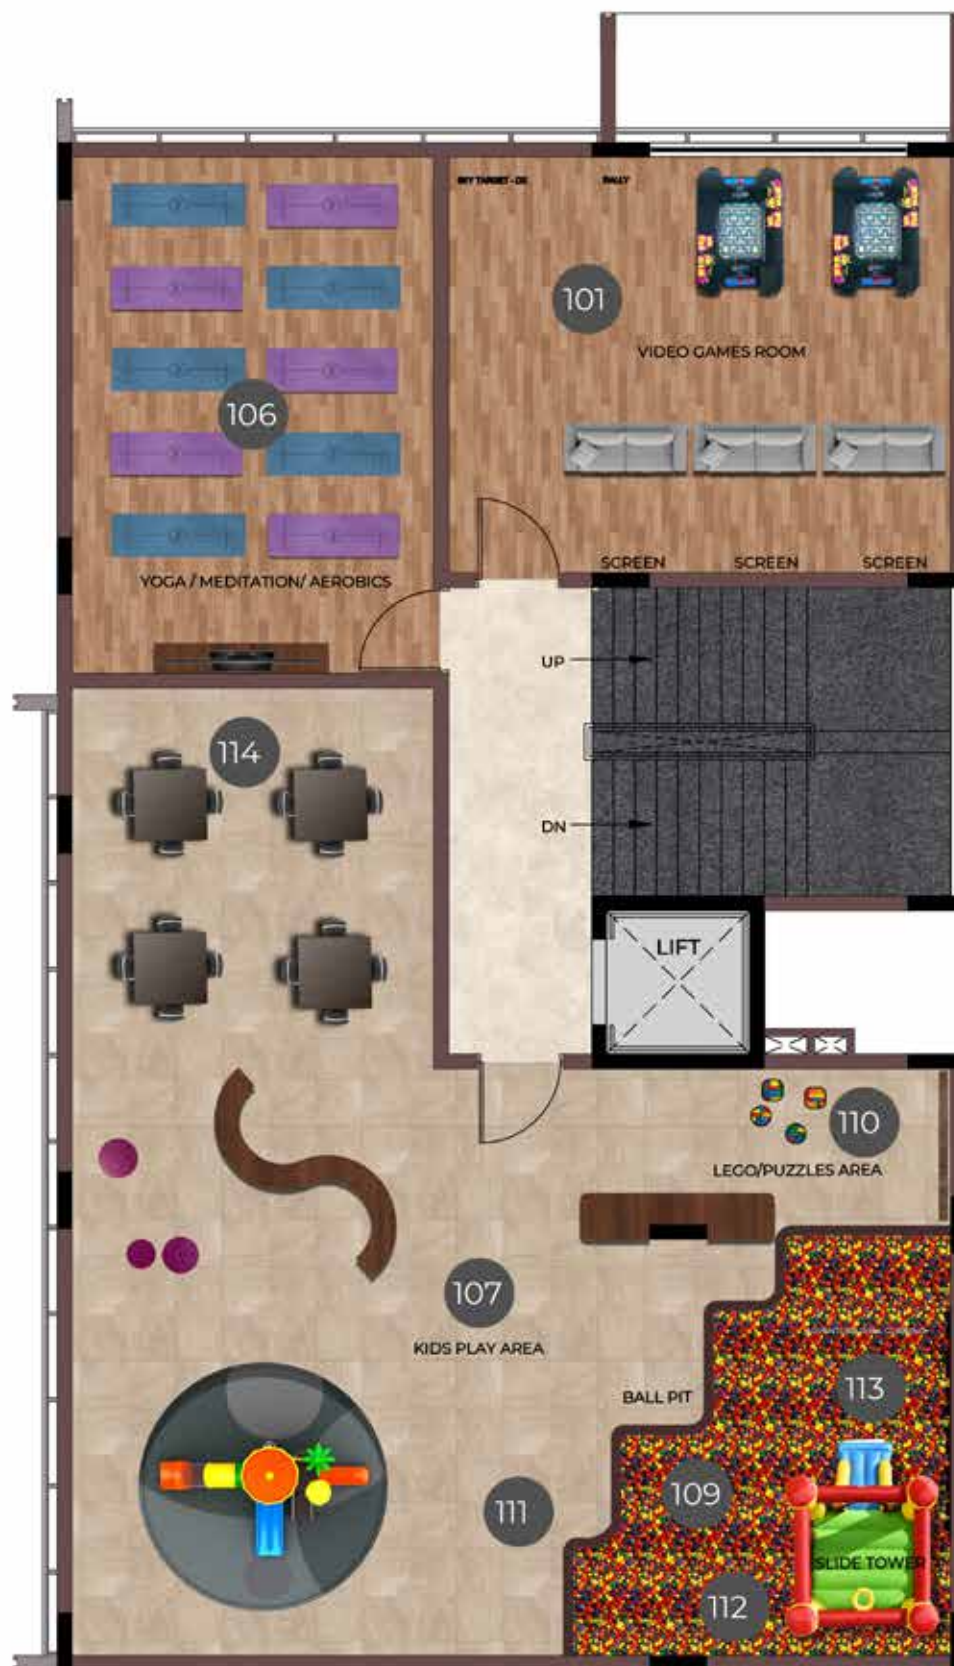 RALLY
101
VIDEO GAMES ROOM
106
SCREEN
SCREEN
SCREEN
YOGA / MEDITATION/ AEROBICS
UP
114
DN
LIFT
110
LEGO/PUZZLES AREA
107
KIDS PLAY AREA
113
BALL PIT
109
111
SLIDE TOWER
112